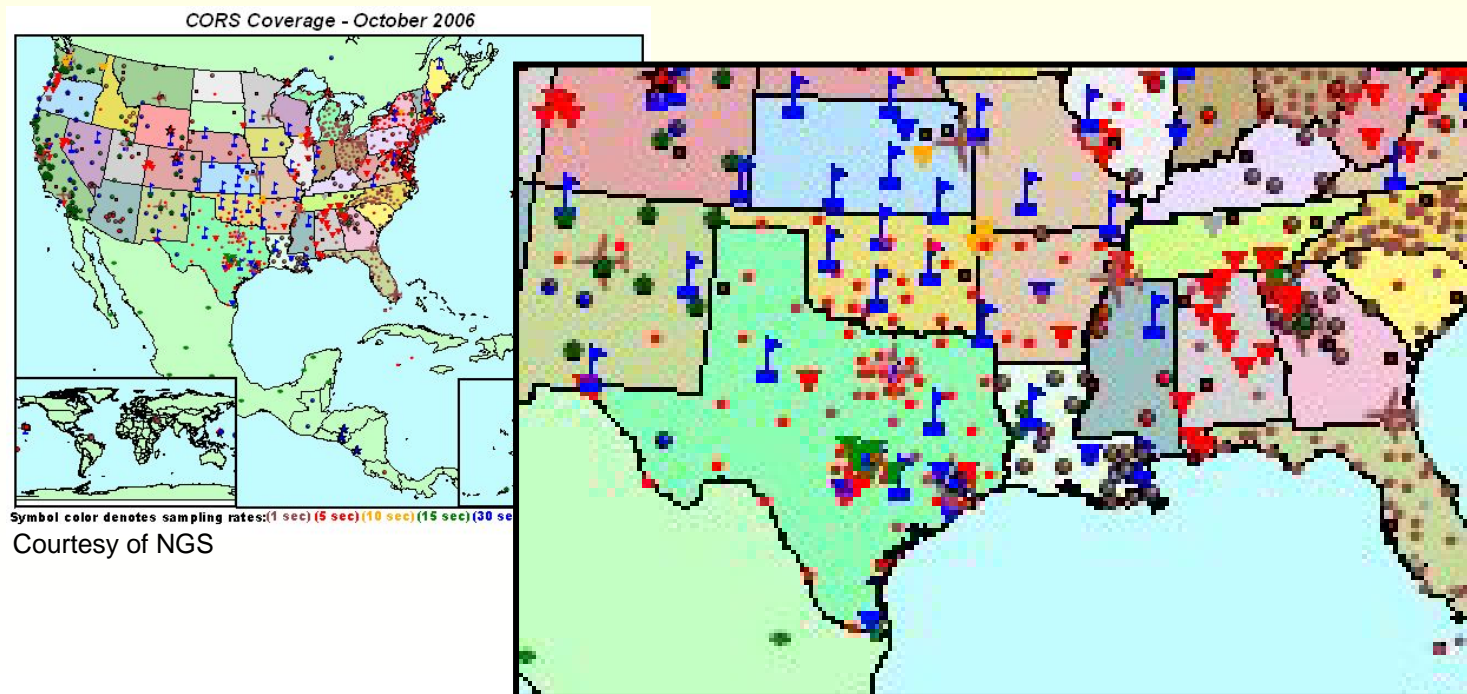 CORS Coverage - October 2006
Symbol color denotes sampling rates:(1 sec) (5 sec) (10 sec) (15 sec) (30 se
Courtesy of NGS